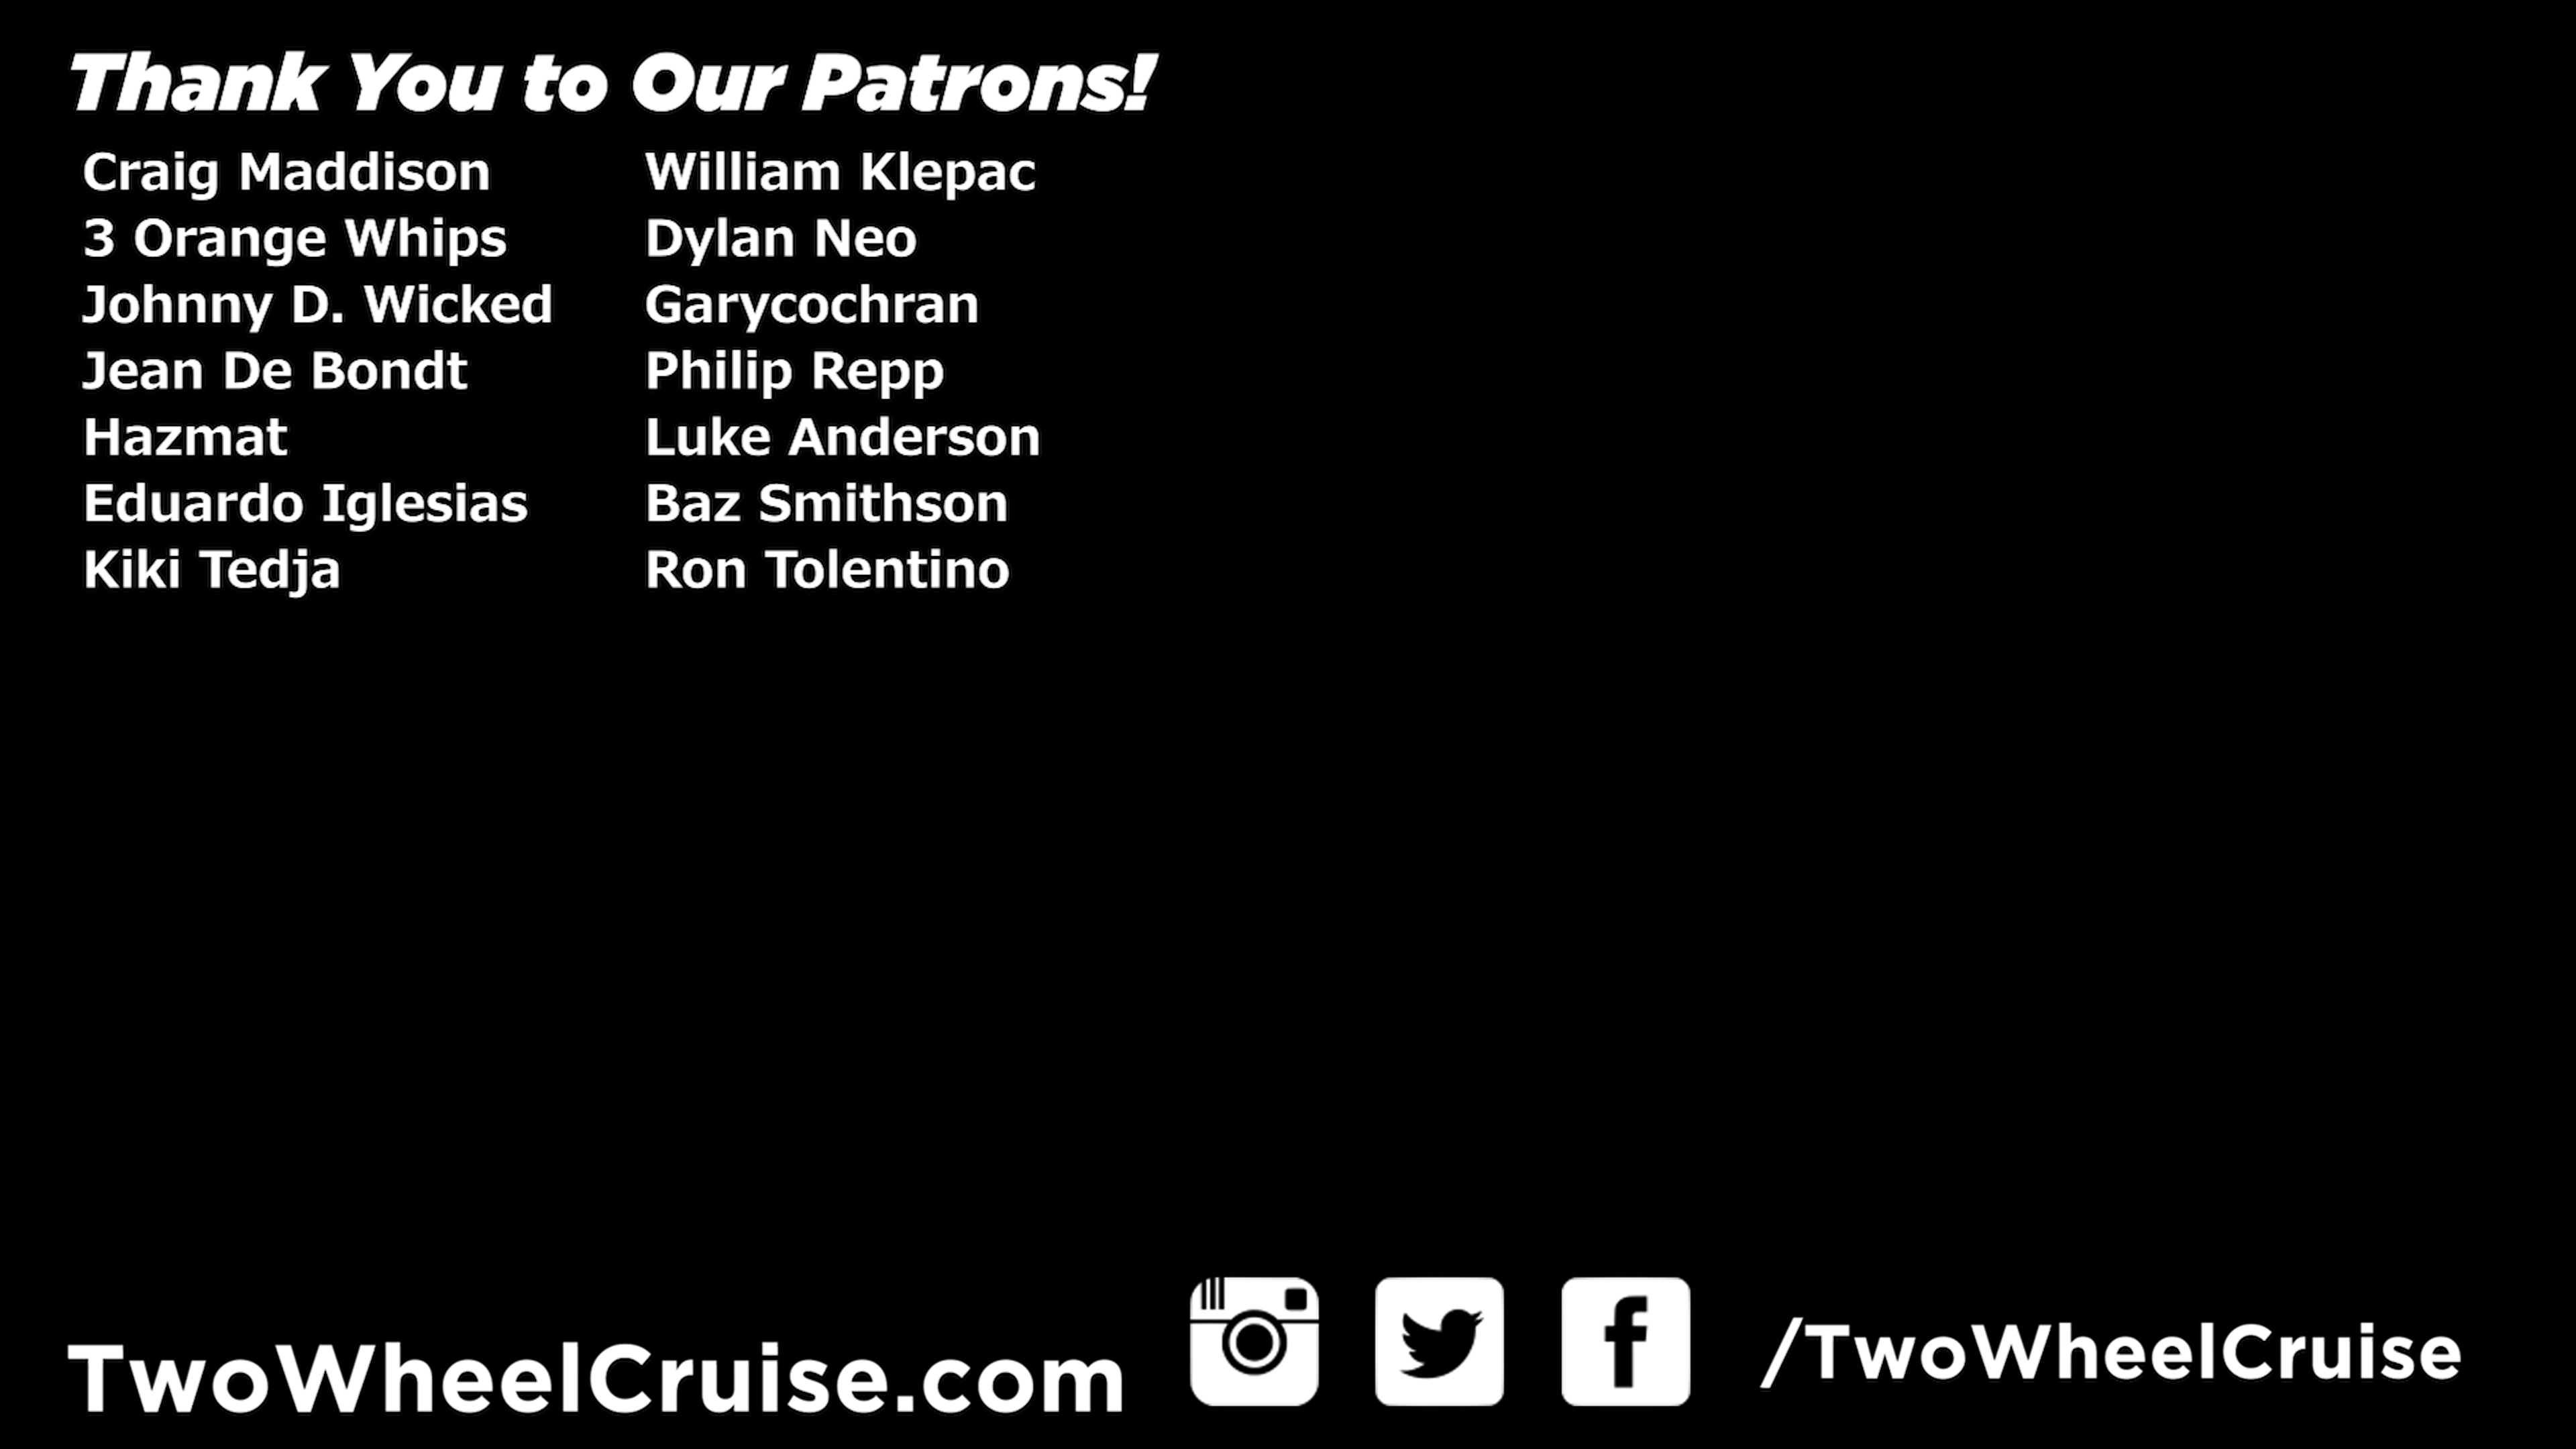 Thank You to Our Patrons!
Craig Maddison
3 Orange Whips
Johnny D. Wicked
Jean De Bondt
Hazmat
Eduardo Iglesias
Kiki Tedja
William Klepac
Dylan Neo
Garycochran
Philip Repp
Luke Anderson
Baz Smithson
Ron Tolentino
TwoWheelCruise.com
/TwoWheelCruise